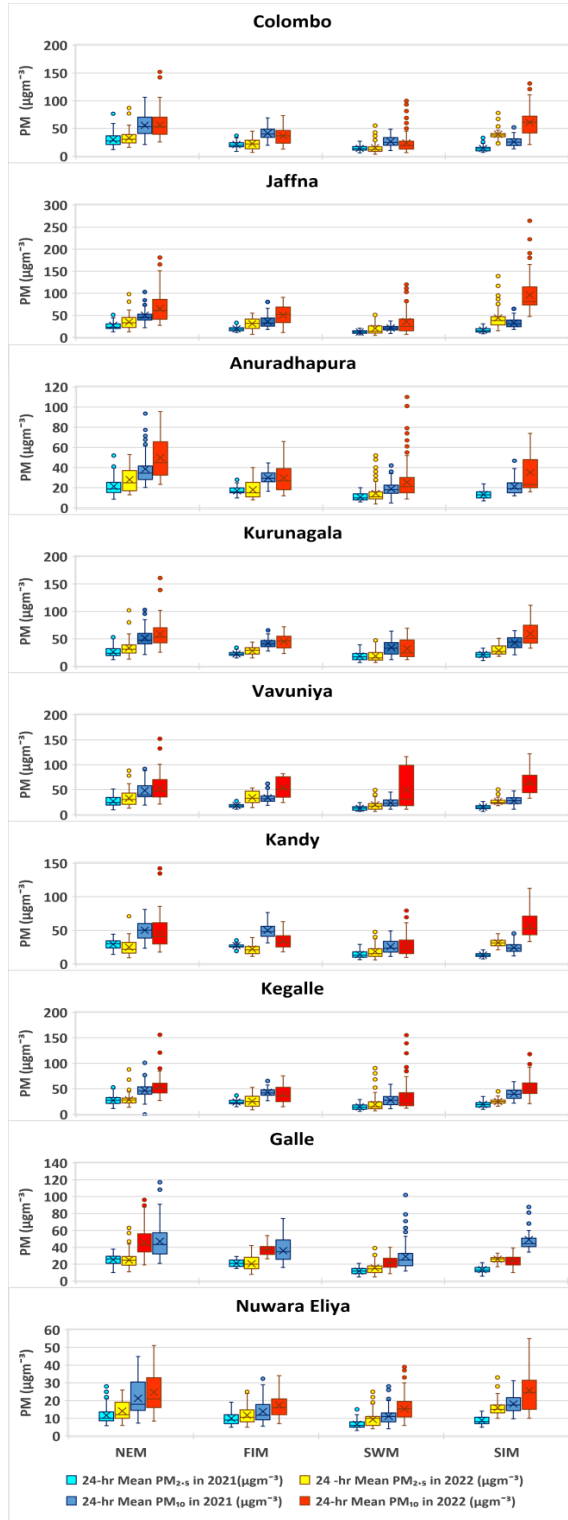 Colombo
200
150
100
50
0
PM (µgm⁻³)
Jaffna
300
250
200
150
100
50
0
PM (µgm⁻³)
Anuradhapura
120
100
80
60
40
20
0
PM (µgm⁻³)
Kurunagala
200
150
100
50
0
PM (µgm⁻³)
Vavuniya
200
150
100
50
0
PM (µgm⁻³)
Kandy
150
100
50
0
PM (µgm⁻³)
Kegalle
200
150
100
50
0
PM (µgm⁻³)
Galle
140
120
100
80
60
40
20
0
PM (µgm⁻³)
Nuwara Eliya
60
50
40
30
20
10
0
PM (µgm⁻³)
NEM FIM SWM SIM
24-hr Mean PM₂.₅ in 2021(µgm⁻³) 24 -hr Mean PM₂.₅ in 2022 (µgm⁻³)
24-hr Mean PM₁₀ in 2021 (µgm⁻³) 24-hr Mean PM₁₀ in 2022 (µgm⁻³)